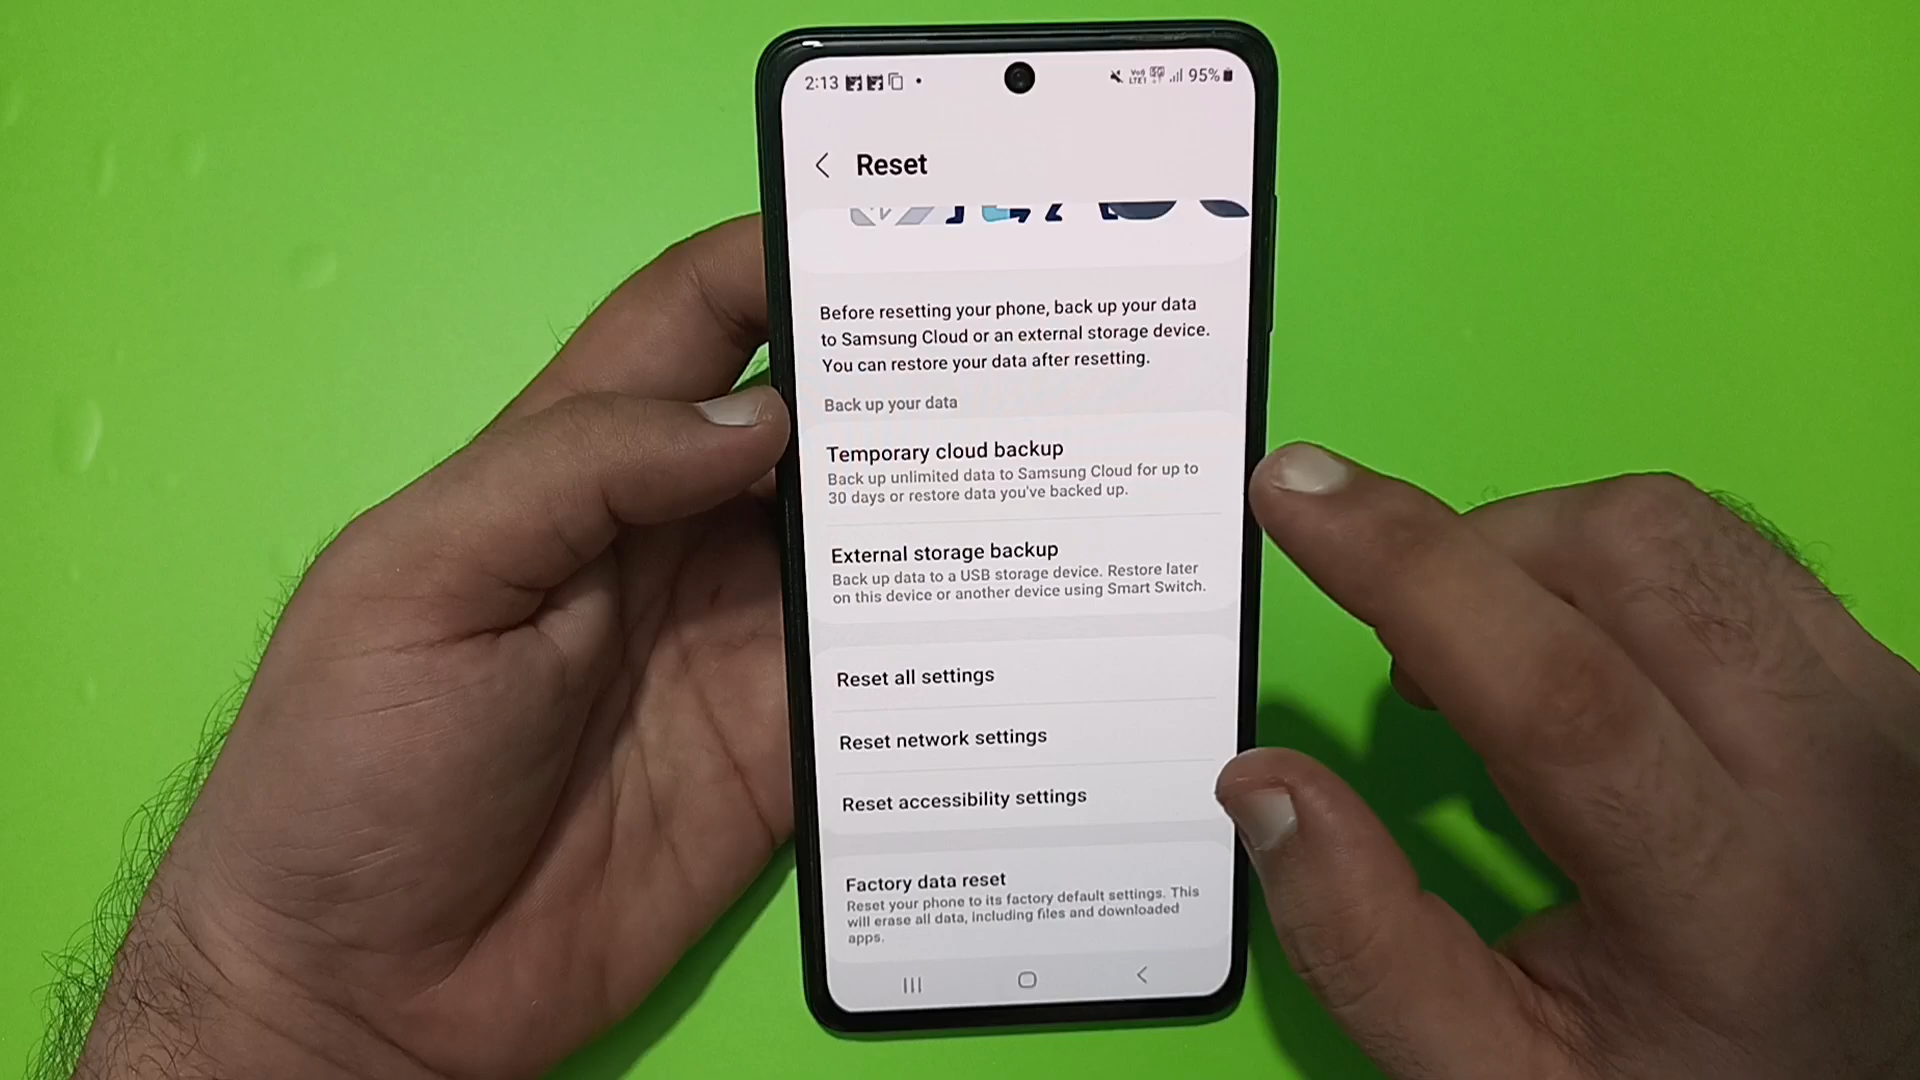 2:13 95%
Reset
Before resetting your phone, back up your data
to Samsung Cloud or an external storage device.
You can restore your data after resetting.
Back up your data
Temporary cloud backup
Back up unlimited data to Samsung Cloud for up to
30 days or restore data you've backed up.
External storage backup
Back up data to a USB storage device. Restore later
on this device or another device using Smart Switch.
Reset all settings
Reset network settings
Reset accessibility settings
Factory data reset
Reset your phone to its factory default settings. This
will erase all data, including files and downloaded
apps.